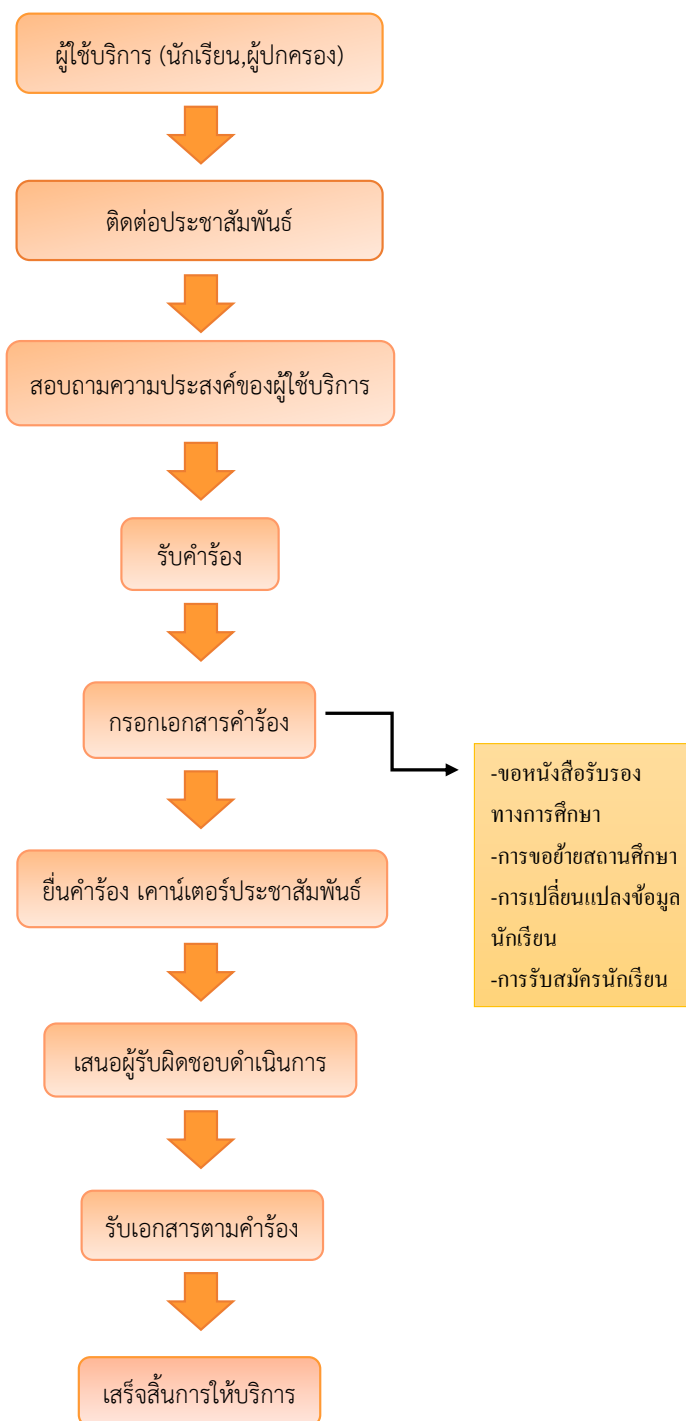 ผู้ใช้บริการ (นักเรียน,ผู้ปกครอง)
ติดต่อประชาสัมพันธ์
สอบถามความประสงค์ของผู้ใช้บริการ
รับคำร้อง
กรอกเอกสารคำร้อง
-ขอหนังสือรับรอง
ทางการศึกษา
-การขอย้ายสถานศึกษา
-การเปลี่ยนแปลงข้อมูล
นักเรียน
-การรับสมัครนักเรียน
ยื่นคำร้อง เคาน์เตอร์ประชาสัมพันธ์
เสนอผู้รับผิดชอบดำเนินการ
รับเอกสารตามคำร้อง
เสร็จสิ้นการให้บริการ